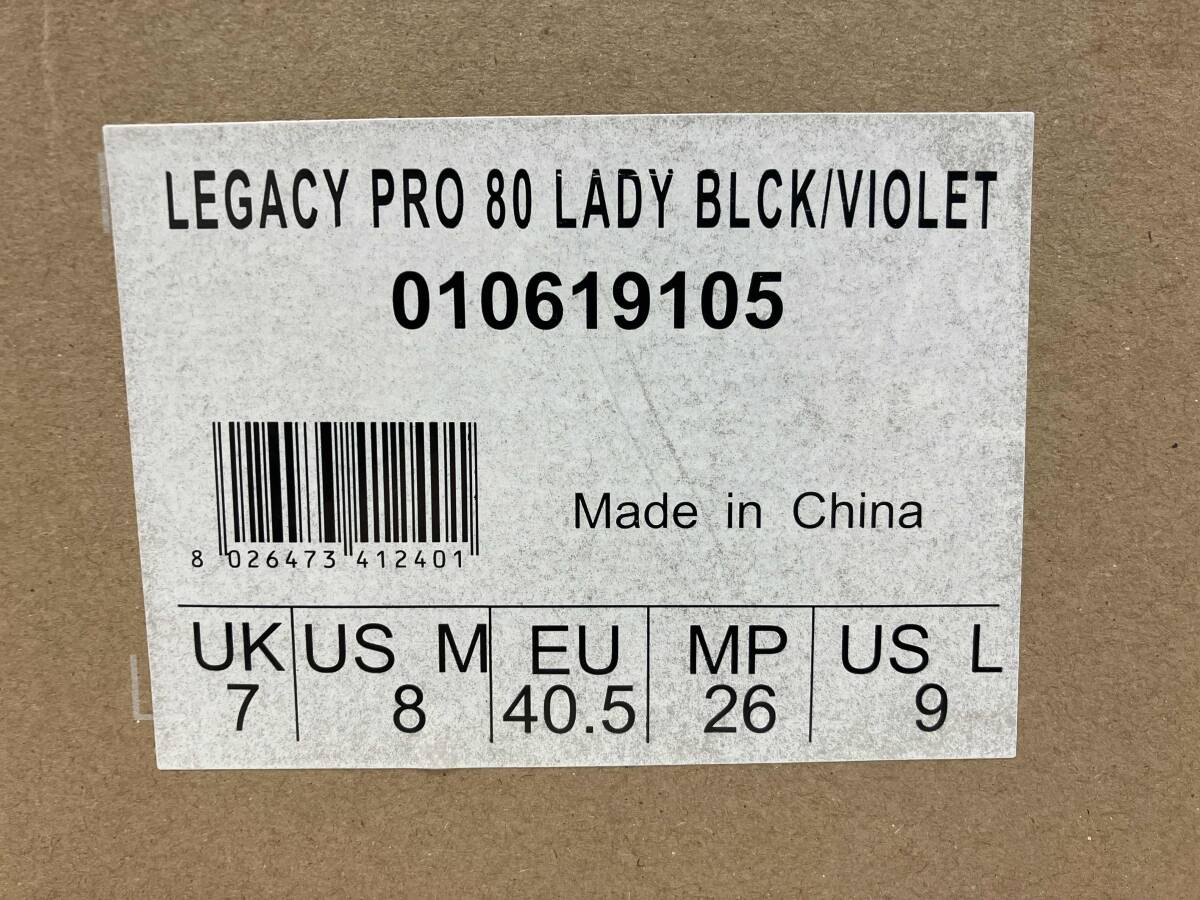 LEGACY PRO 80 LADY BLCK/VIOLET
010619105
Made in China
8 026473 412401
UK US M EU MP US L
7 8 40.5 26 9